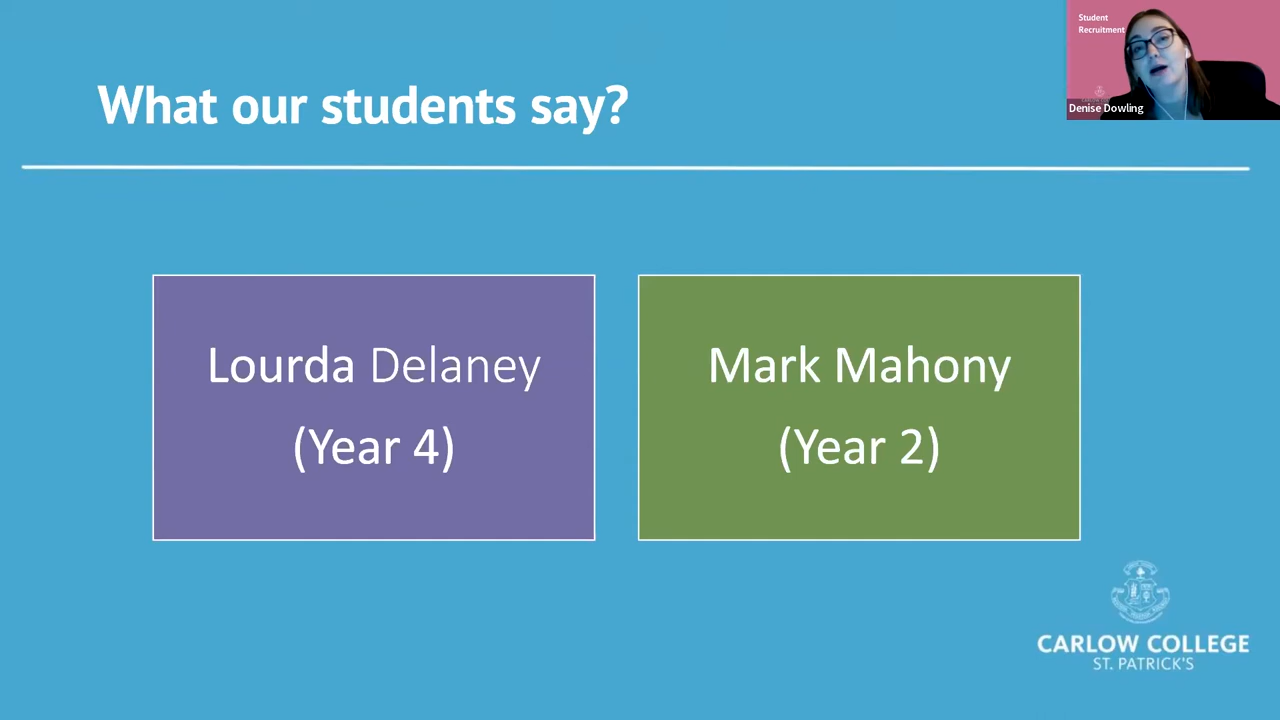 What our students say?
Student
Recruitment
Denise Dowling
Lourda Delaney
(Year 4)
Mark Mahony
(Year 2)
CARLOW COLLEGE
ST. PATRICK'S